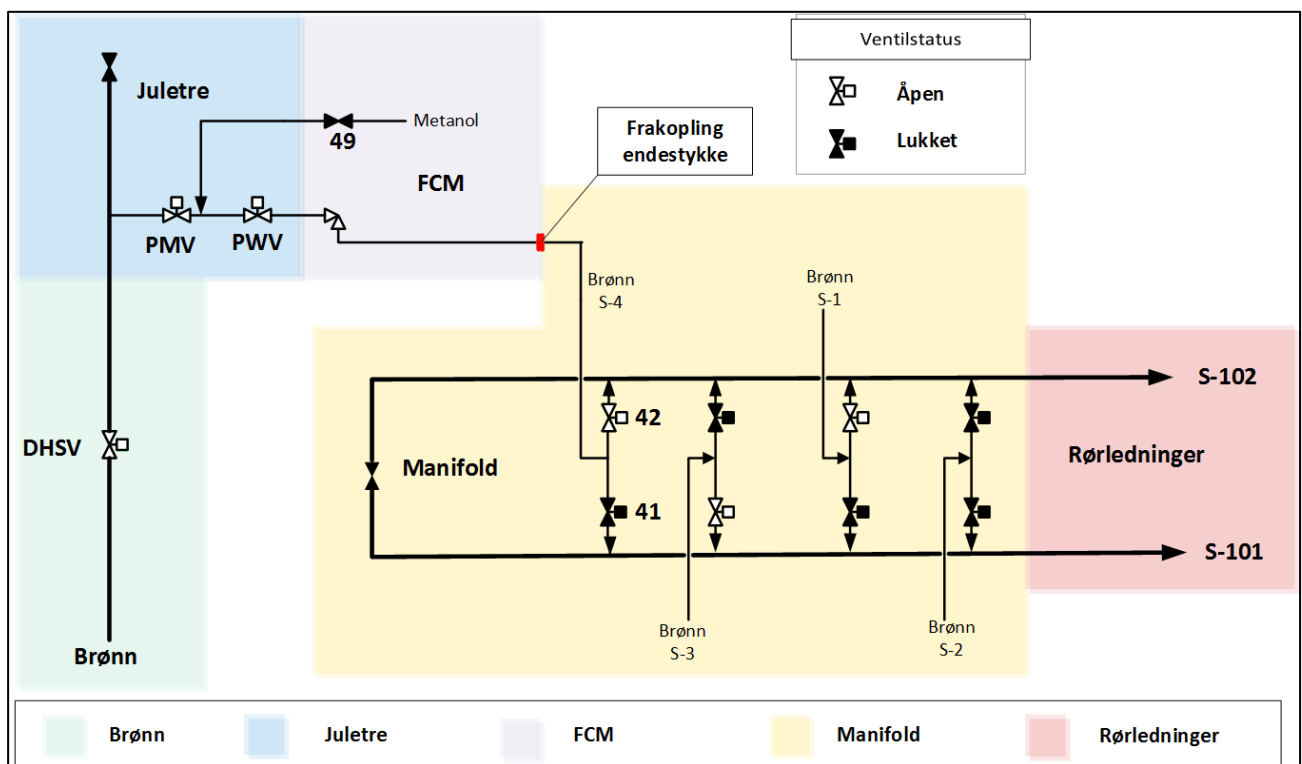 Ventilstatus
Åpen
Lukket
Juletre
Metanol
49
FCM
Frakopling
endestykke
PMV
PWV
Brønn
S-4
Brønn
S-1
S-102
42
DHSV
Manifold
Rørledninger
41
S-101
Brønn
S-3
Brønn
S-2
Brønn
Brønn
Juletre
FCM
Manifold
Rørledninger